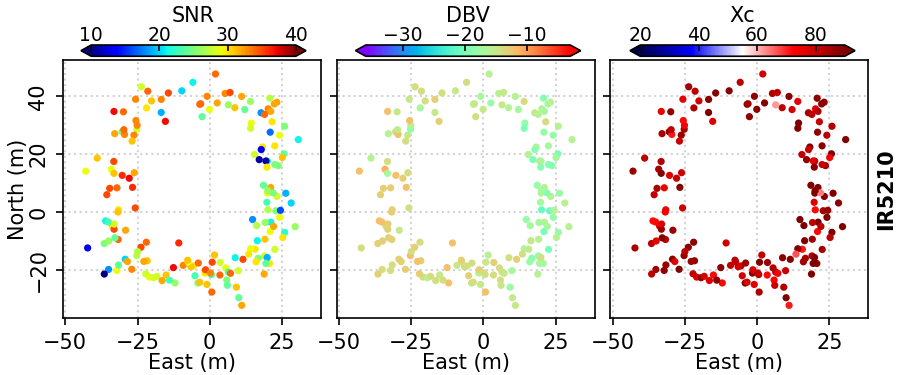 SNR DBV Xc
10 20 30 40 −30 −20 −10 20 40 60 80
40
20
0
−20
North (m)
IR5210
−50 −25 0 25 −50 −25 0 25 −50 −25 0 25
East (m) East (m) East (m)